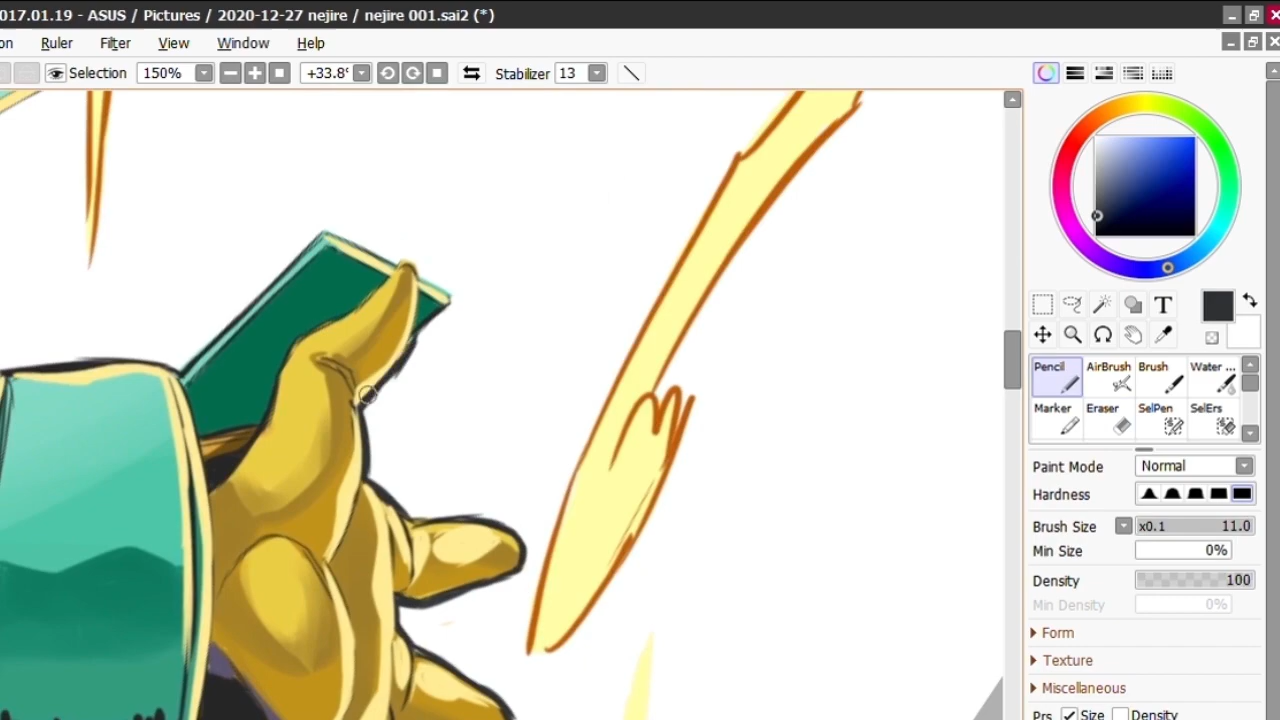 2017.01.19 - ASUS / Pictures / 2020-12-27 nejire / nejire 001.sai2 (*)
Ruler Filter View Window Help
Selection 150% +33.8° Stabilizer 13
T
Pencil AirBrush Brush Water ...
Marker Eraser SelPen SelErs
Paint Mode Normal
Hardness
Brush Size x0.1 11.0
Min Size 0%
Density 100
Min Density 0%
Form
Texture
Miscellaneous
Prs Size Density